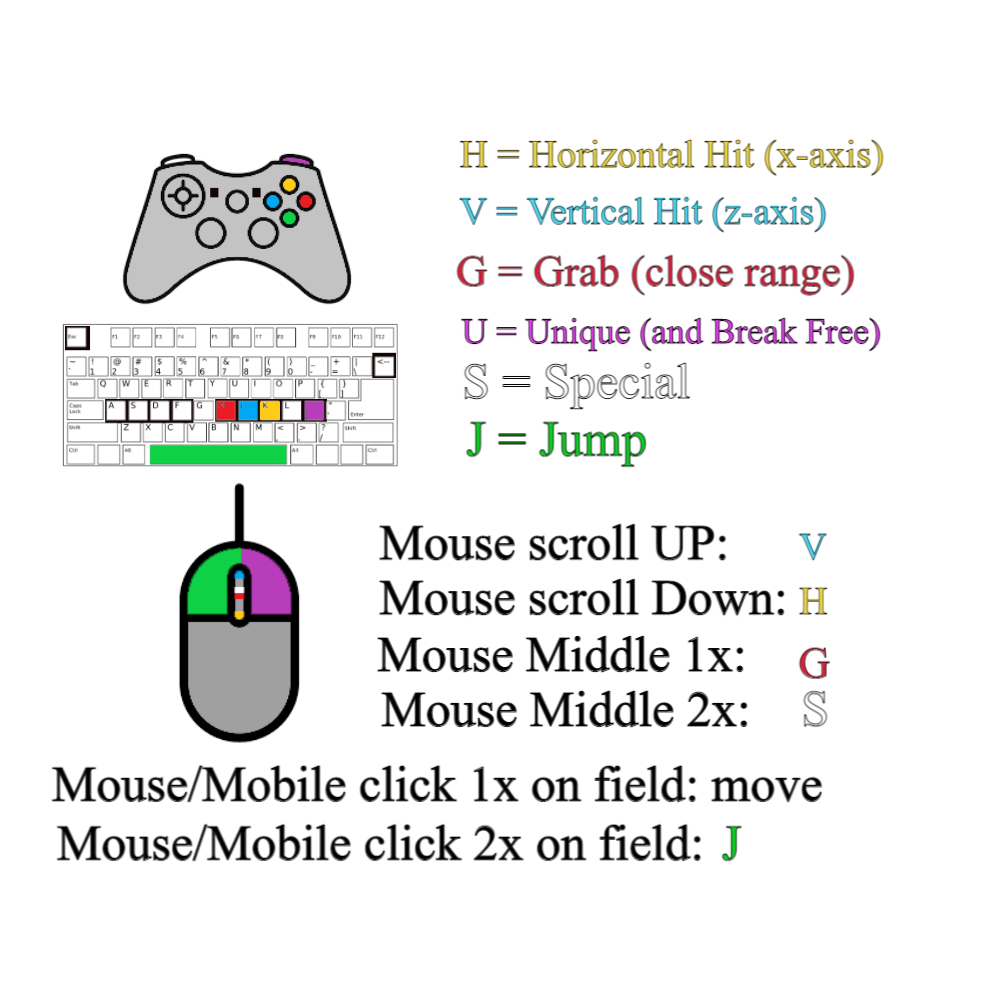 H = Horizontal Hit (x-axis)
V = Vertical Hit (z-axis)
G = Grab (close range)
U = Unique (and Break Free)
S = Special
J = Jump
Esc F1 F2 F3 F4 F5 F6 F7 F8 F9 F10 F11 F12
~ ! @ # $ % ^ & * ( ) _ + | <--
1 2 3 4 5 6 7 8 9 0 - = \
Tab Q W E R T Y U I O P { }
[ ]
Caps Lock A S D F G K L Enter
Shift Z X C V B N M < > ? Shift
/
Ctrl Alt Alt Ctrl
Mouse scroll UP: V
Mouse scroll Down: H
Mouse Middle 1x: G
Mouse Middle 2x: S
Mouse/Mobile click 1x on field: move
Mouse/Mobile click 2x on field: J